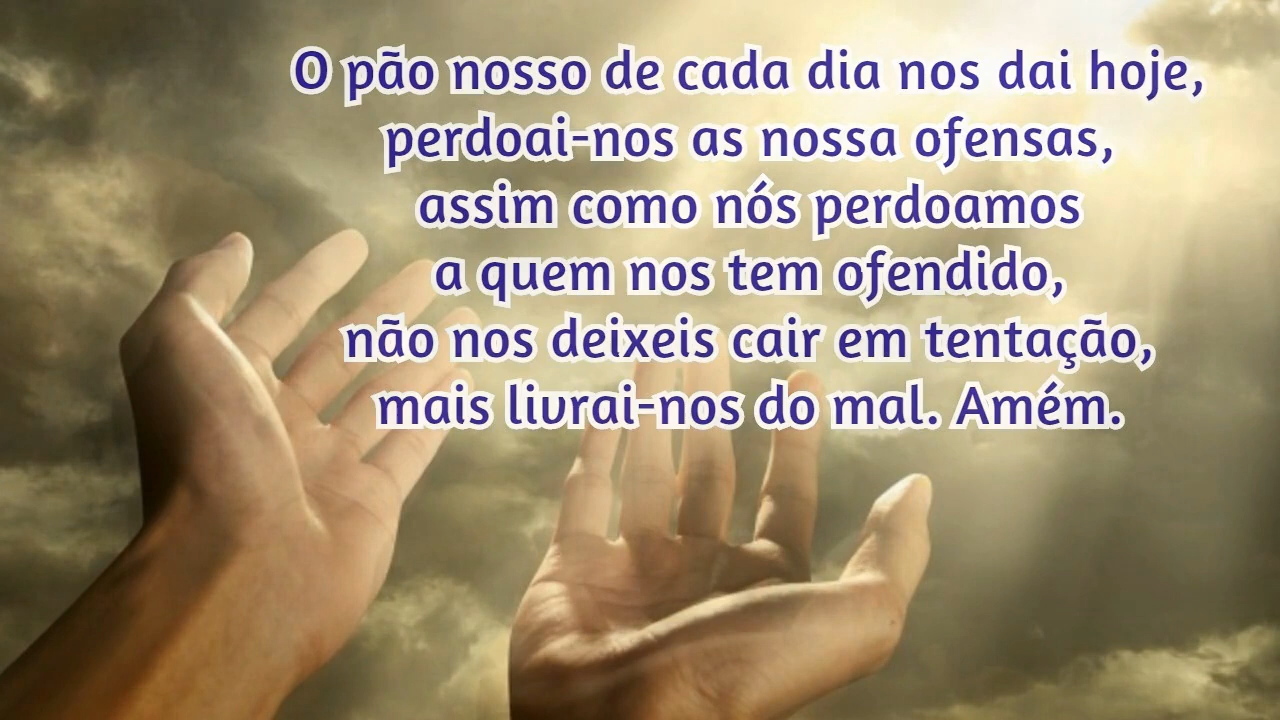 O pão nosso de cada dia nos dai hoje,
perdoai-nos as nossa ofensas,
assim como nós perdoamos
a quem nos tem ofendido,
não nos deixeis cair em tentação,
mais livrai-nos do mal. Amém.